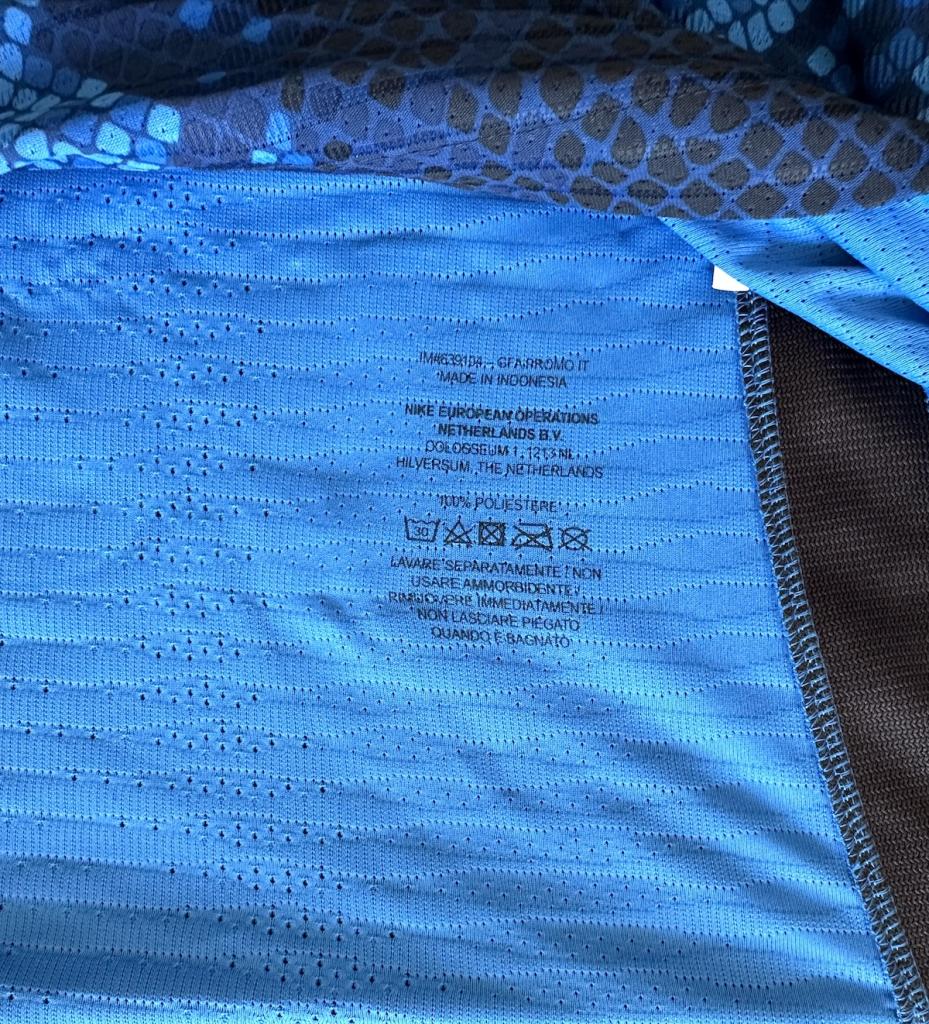 MADE IN INDONESIA
NIKE EUROPEAN OPERATIONS
NETHERLANDS B.V.
COLOSSEUM 1, 1213 NL
HILVERSUM, THE NETHERLANDS
100% POLIESTERE
30
LAVARE SEPARATAMENTE / NON
USARE AMMORBIDENTE /
RIMUOVERE IMMEDIATAMENTE /
NON LASCIARE PIEGATO
QUANDO È BAGNATO